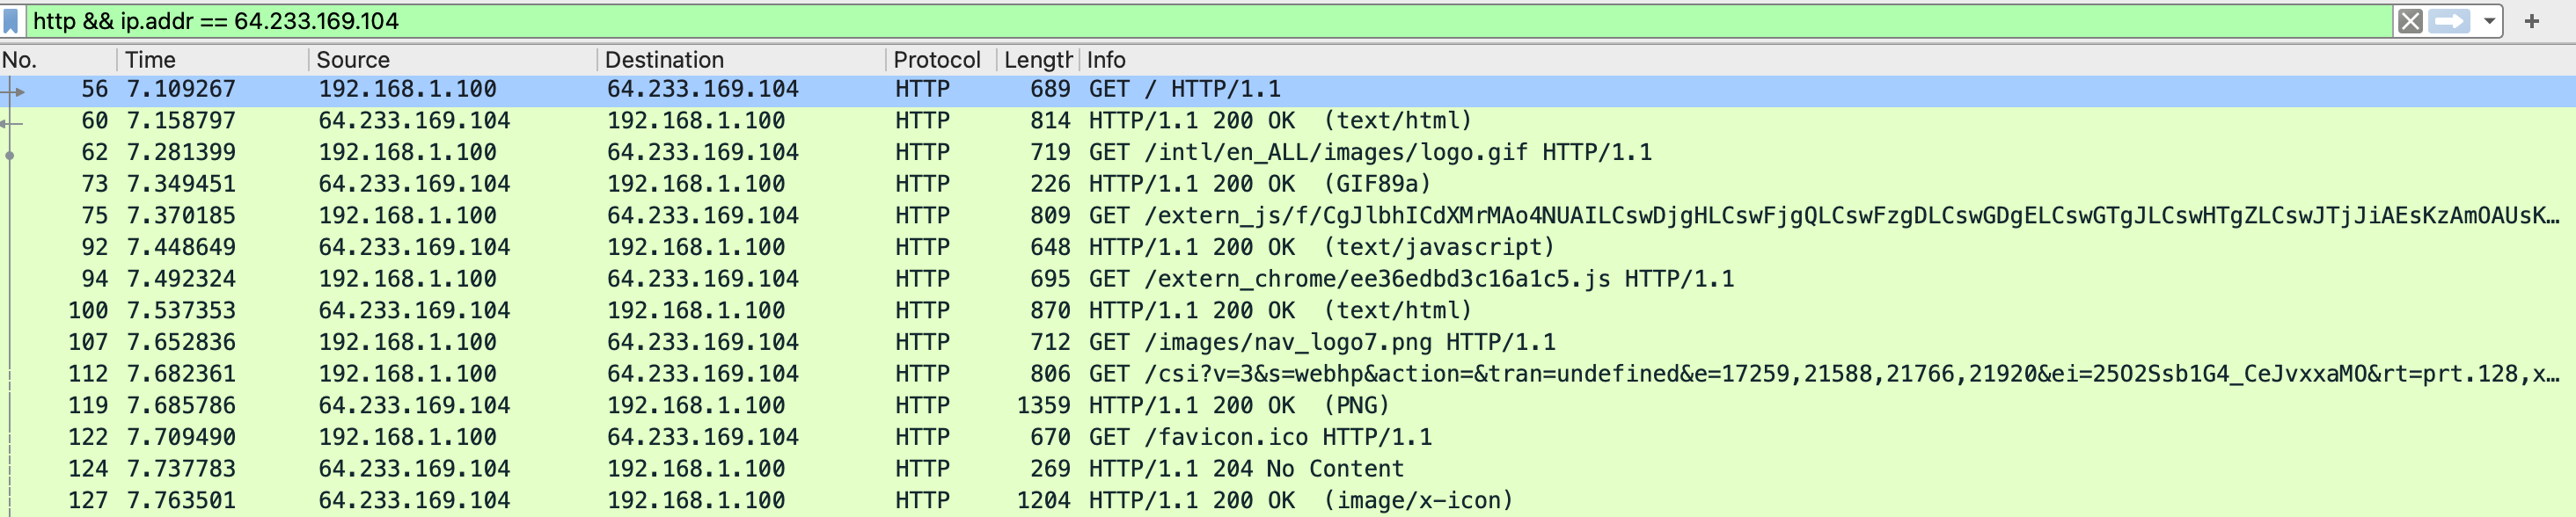 http && ip.addr == 64.233.169.104
No. Time Source Destination Protocol Length Info
56 7.109267 192.168.1.100 64.233.169.104 HTTP 689 GET / HTTP/1.1
60 7.158797 64.233.169.104 192.168.1.100 HTTP 814 HTTP/1.1 200 OK (text/html)
62 7.281399 192.168.1.100 64.233.169.104 HTTP 719 GET /intl/en_ALL/images/logo.gif HTTP/1.1
73 7.349451 64.233.169.104 192.168.1.100 HTTP 226 HTTP/1.1 200 OK (GIF89a)
75 7.370185 192.168.1.100 64.233.169.104 HTTP 809 GET /extern_js/f/CgJlbhICdXMrMAo4NUAILCswDjgHLCswFjgQLCswFzgDLCswGDgELCswGTgJLCswHTgZLCswJTjJiAEsKzAmOAUsK…
92 7.448649 64.233.169.104 192.168.1.100 HTTP 648 HTTP/1.1 200 OK (text/javascript)
94 7.492324 192.168.1.100 64.233.169.104 HTTP 695 GET /extern_chrome/ee36edbd3c16a1c5.js HTTP/1.1
100 7.537353 64.233.169.104 192.168.1.100 HTTP 870 HTTP/1.1 200 OK (text/html)
107 7.652836 192.168.1.100 64.233.169.104 HTTP 712 GET /images/nav_logo7.png HTTP/1.1
112 7.682361 192.168.1.100 64.233.169.104 HTTP 806 GET /csi?v=3&s=webhp&action=&tran=undefined&e=17259,21588,21766,21920&ei=25O2Ssb1G4_CeJvxxaMO&rt=prt.128,x…
119 7.685786 64.233.169.104 192.168.1.100 HTTP 1359 HTTP/1.1 200 OK (PNG)
122 7.709490 192.168.1.100 64.233.169.104 HTTP 670 GET /favicon.ico HTTP/1.1
124 7.737783 64.233.169.104 192.168.1.100 HTTP 269 HTTP/1.1 204 No Content
127 7.763501 64.233.169.104 192.168.1.100 HTTP 1204 HTTP/1.1 200 OK (image/x-icon)